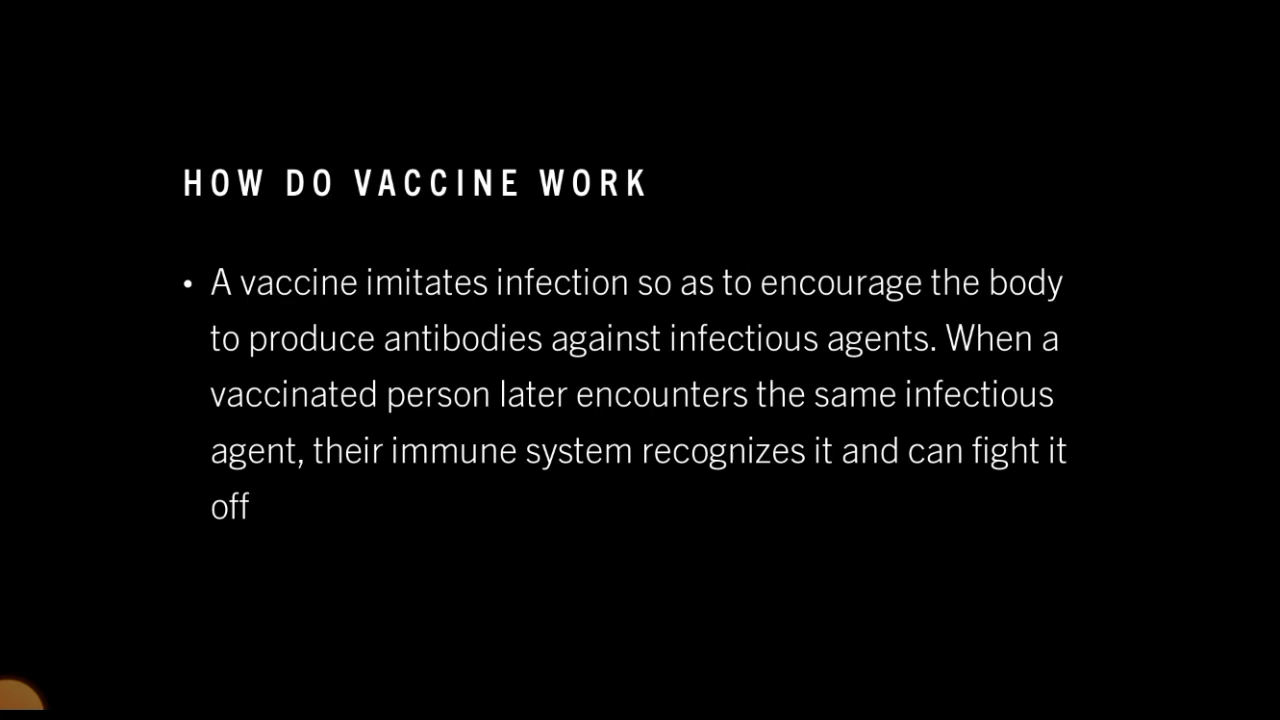 HOW DO VACCINE WORK
• A vaccine imitates infection so as to encourage the body
to produce antibodies against infectious agents. When a
vaccinated person later encounters the same infectious
agent, their immune system recognizes it and can fight it
off